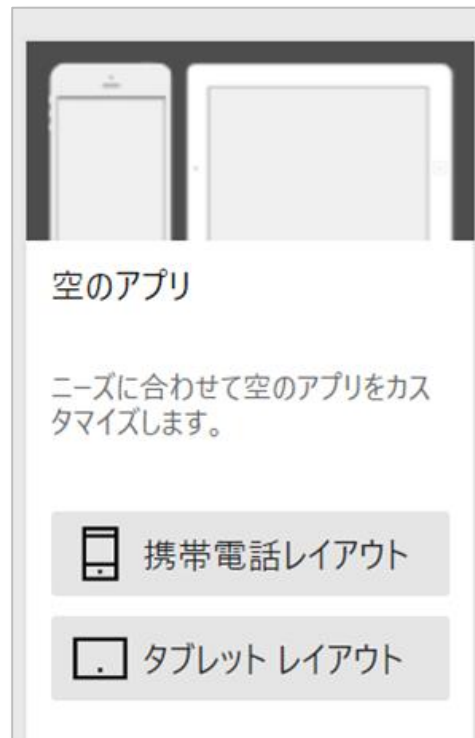 空のアプリ
ニーズに合わせて空のアプリをカス
タマイズします。
携帯電話レイアウト
タブレット レイアウト